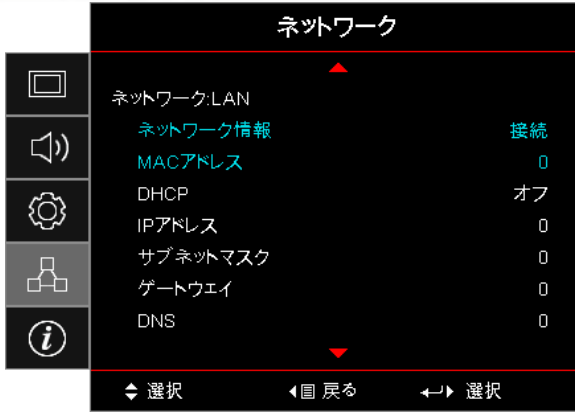 ネットワーク
ネットワーク:LAN
ネットワーク情報 接続
MACアドレス 0
DHCP オフ
IPアドレス 0
サブネットマスク 0
ゲートウエイ 0
DNS 0
選択 戻る 選択